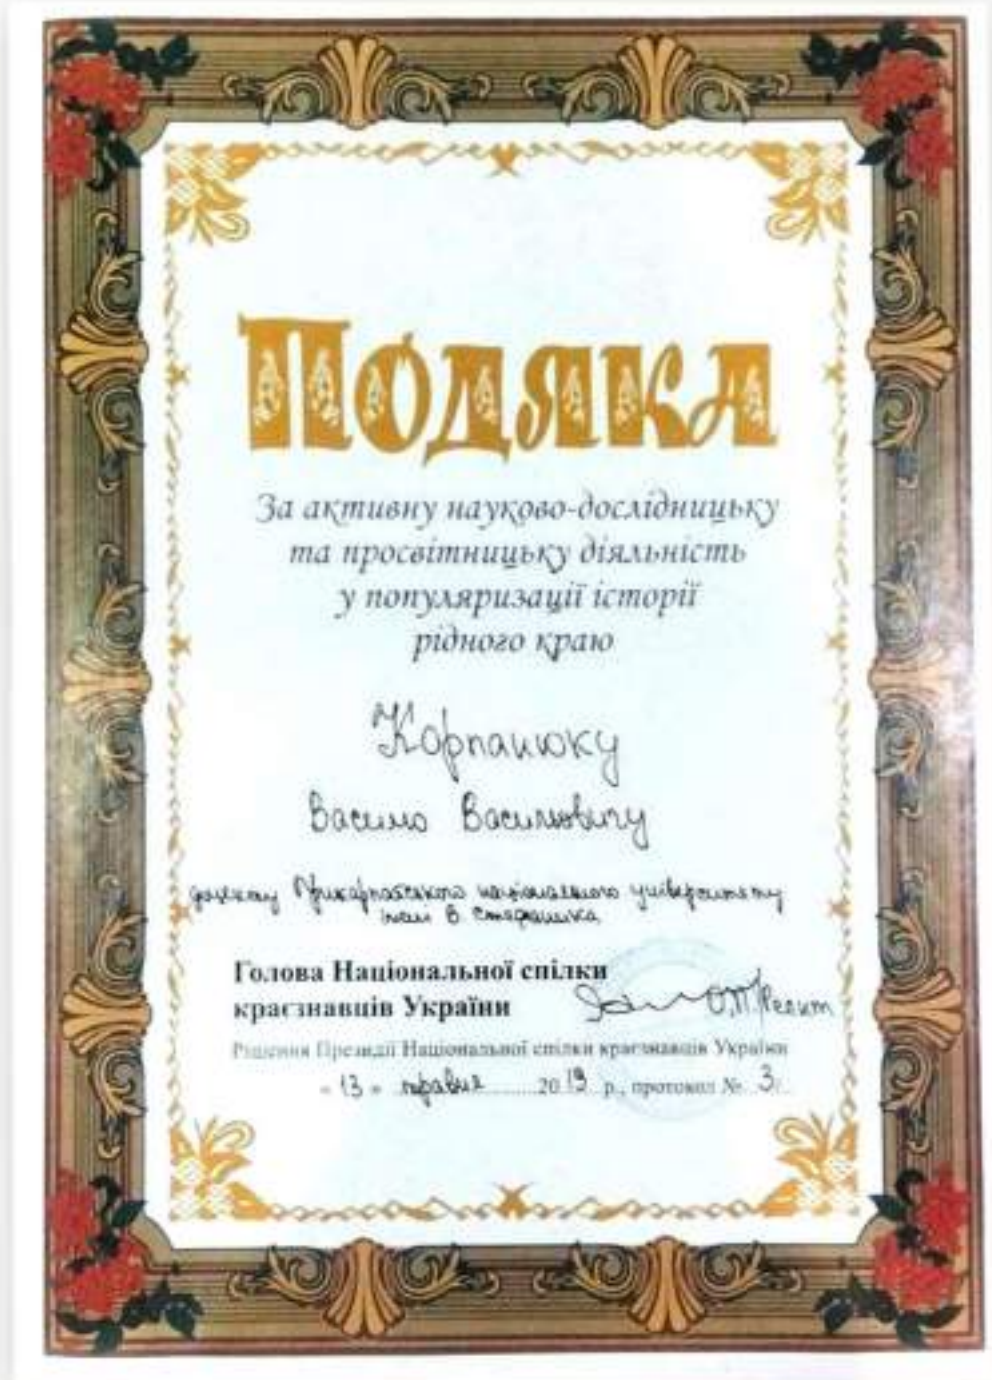 Подяка
За активну науково-дослідницьку
та просвітницьку діяльність
у популяризації історії
рідного краю
Корпанюку
Василю Васильовичу
доценту Прикарпатського національного університету
імені В. Стефаника
Голова Національної спілки
краєзнавців України О.П. Реєнт
Рішення Президії Національної спілки краєзнавців України
« 13 » травня 2019 р., протокол № 3